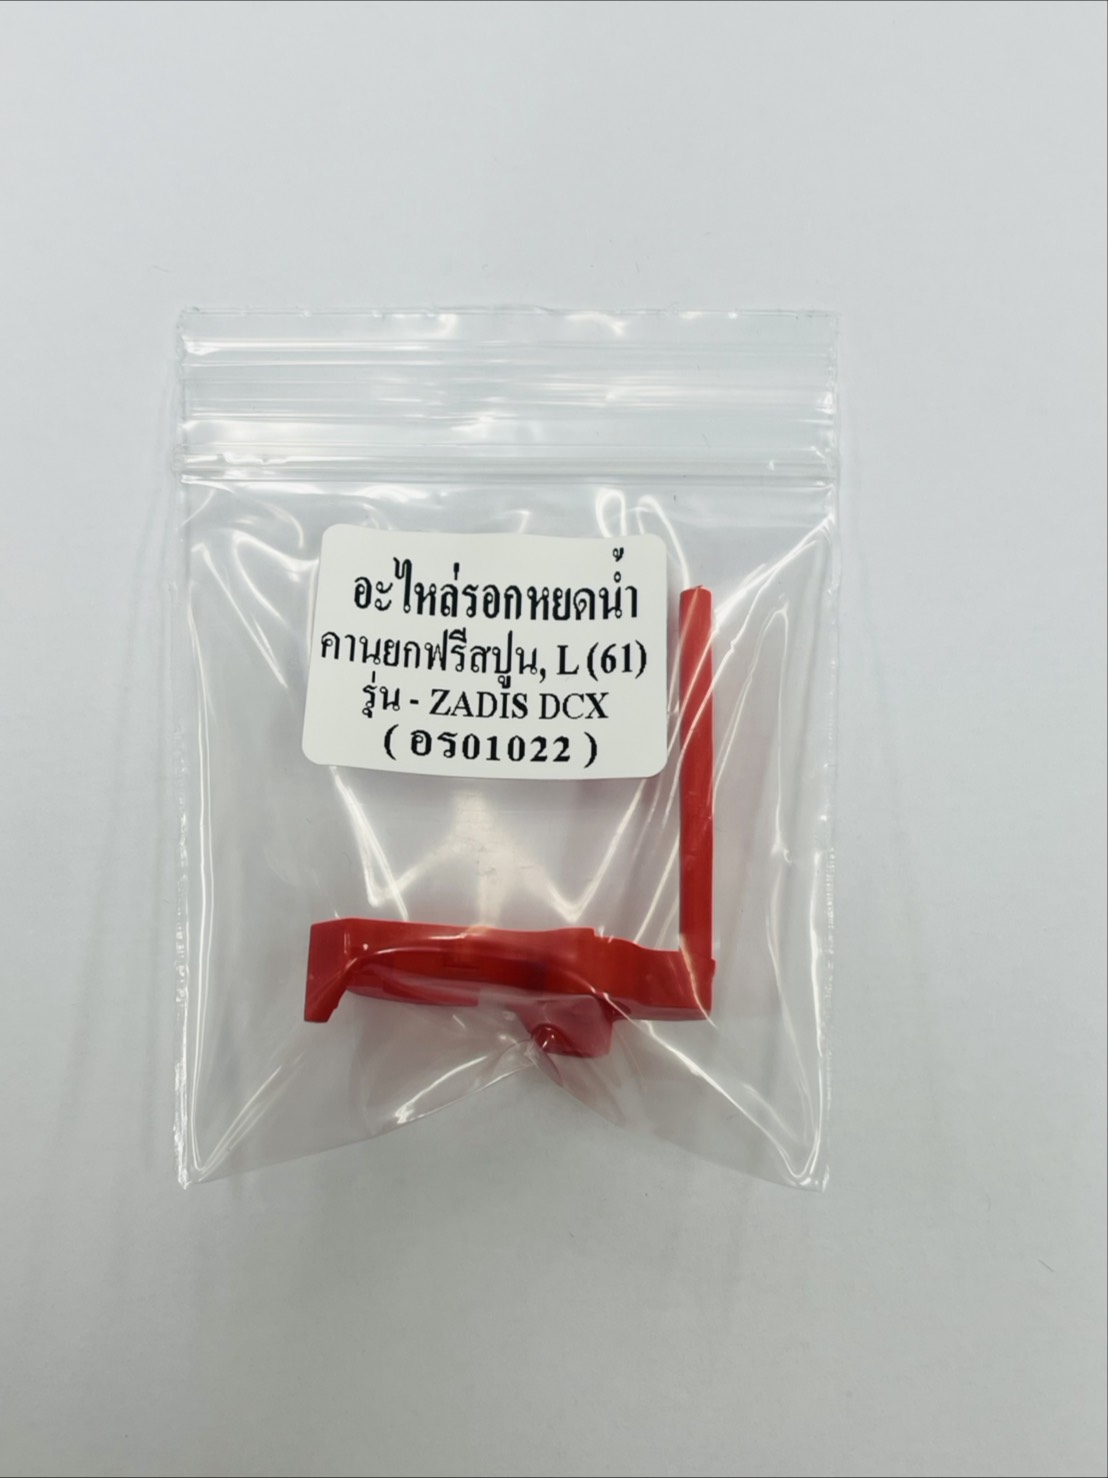 อะไหล่รอกหยดน้ำ
คานยกฟรีสปูน, L (61)
รุ่น - ZADIS DCX
( อร01022 )